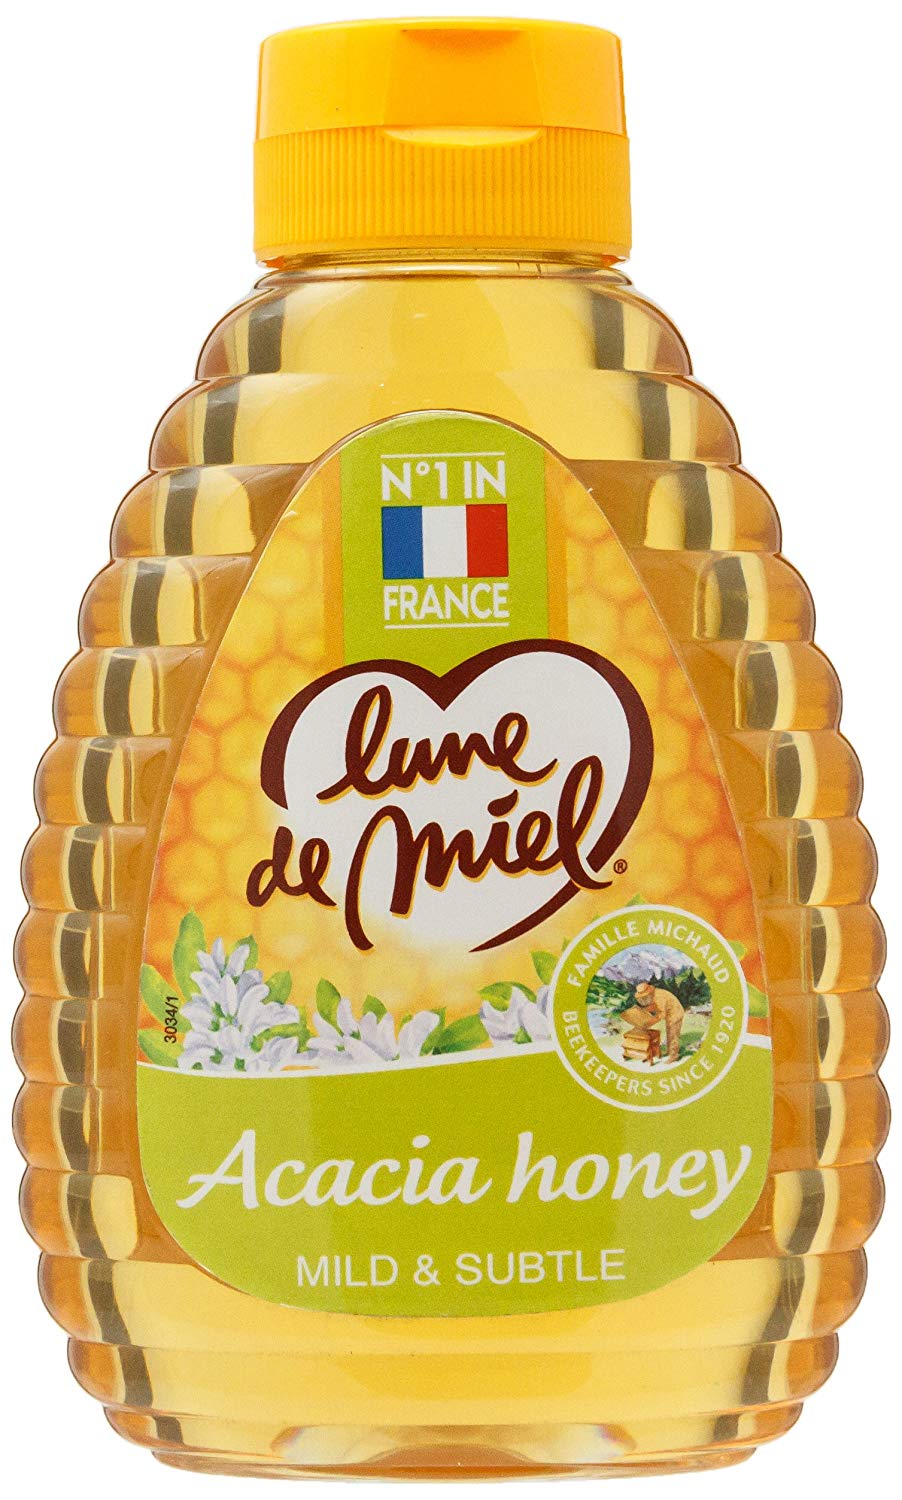 N°1 IN
FRANCE
lune
de miel®
FAMILLE MICHAUD
BEEKEEPERS SINCE 1920
3034/1
Acacia honey
MILD & SUBTLE